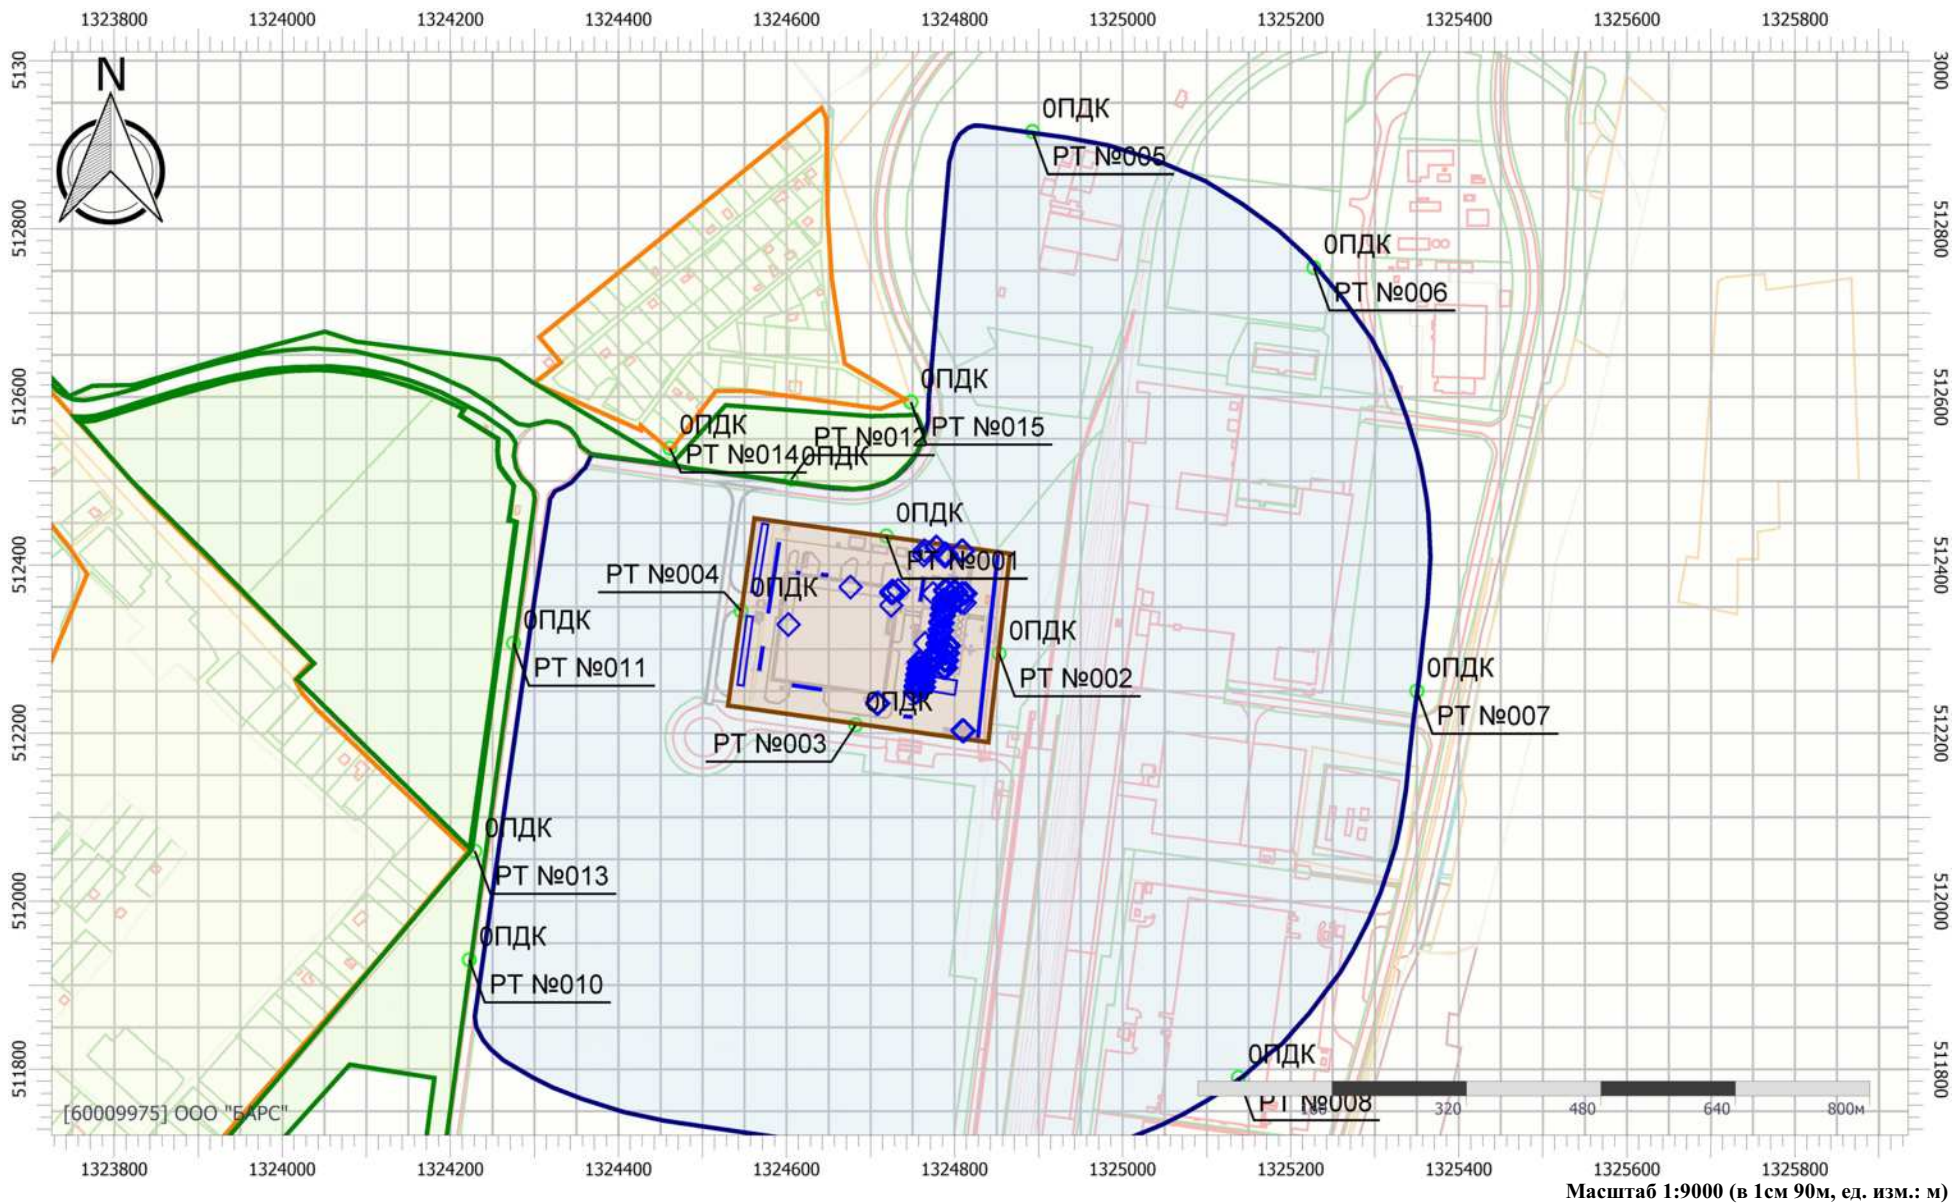 1323800 1324000 1324200 1324400 1324600 1324800 1325000 1325200 1325400 1325600 1325800
5130
3000
N
0ПДК
РТ №005
512800
512800
0ПДК
РТ №006
512600
512600
0ПДК
РТ №015
0ПДК
РТ №014
РТ №012
0ПДК
0ПДК
РТ №001
512400
512400
РТ №004
0ПДК
0ПДК
РТ №011
0ПДК
РТ №002
0ПДК
РТ №007
0ПДК
РТ №003
512200
512200
0ПДК
РТ №013
512000
512000
0ПДК
РТ №010
511800
511800
0ПДК
РТ №008
160 320 480 640 800м
[60009975] ООО "БАРС"
1323800 1324000 1324200 1324400 1324600 1324800 1325000 1325200 1325400 1325600 1325800
Масштаб 1:9000 (в 1см 90м, ед. изм.: м)